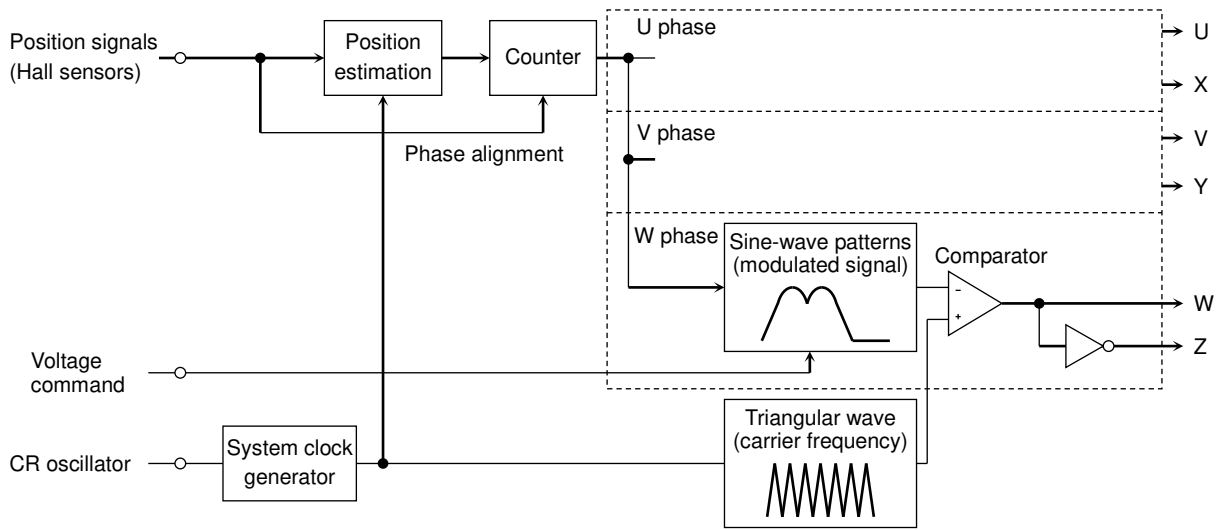 Position signals
(Hall sensors)
Position
estimation
Counter
Phase alignment
U phase
U
X
V phase
V
Y
W phase
Sine-wave patterns
(modulated signal)
Comparator
−
+
W
Z
Voltage
command
CR oscillator
System clock
generator
Triangular wave
(carrier frequency)